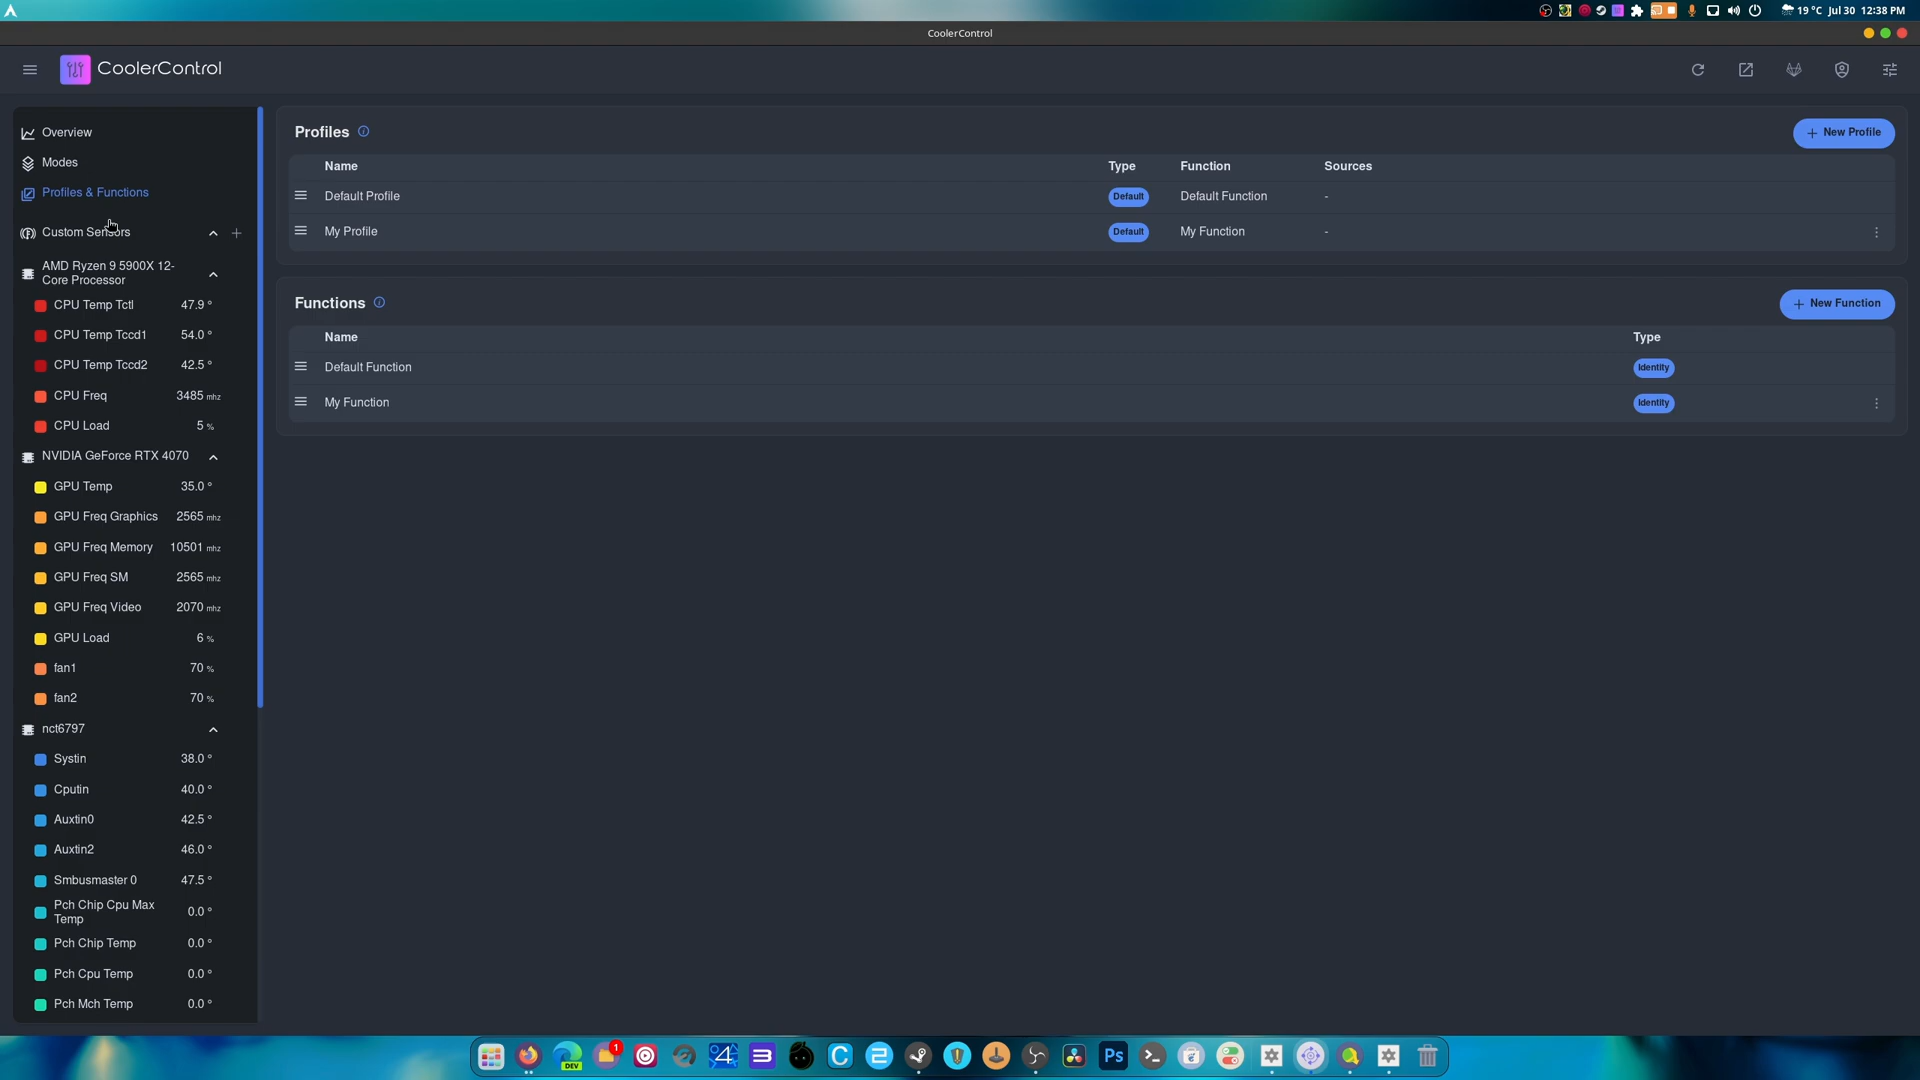 19 °C Jul 30 12:38 PM
CoolerControl
CoolerControl
Overview
Modes
Profiles & Functions
Custom Sensors
AMD Ryzen 9 5900X 12-
Core Processor
CPU Temp Tctl 47.9 °
CPU Temp Tccd1 54.0 °
CPU Temp Tccd2 42.5 °
CPU Freq 3485 mhz
CPU Load 5 %
NVIDIA GeForce RTX 4070
GPU Temp 35.0 °
GPU Freq Graphics 2565 mhz
GPU Freq Memory 10501 mhz
GPU Freq SM 2565 mhz
GPU Freq Video 2070 mhz
GPU Load 6 %
fan1 70 %
fan2 70 %
nct6797
Systin 38.0 °
Cputin 40.0 °
Auxtin0 42.5 °
Auxtin2 46.0 °
Smbusmaster 0 47.5 °
Pch Chip Cpu Max
Temp 0.0 °
Pch Chip Temp 0.0 °
Pch Cpu Temp 0.0 °
Pch Mch Temp 0.0 °
Profiles
+ New Profile
Name Type Function Sources
Default Profile Default Default Function -
My Profile Default My Function -
Functions
+ New Function
Name Type
Default Function Identity
My Function Identity
DEV
1
4
Ps